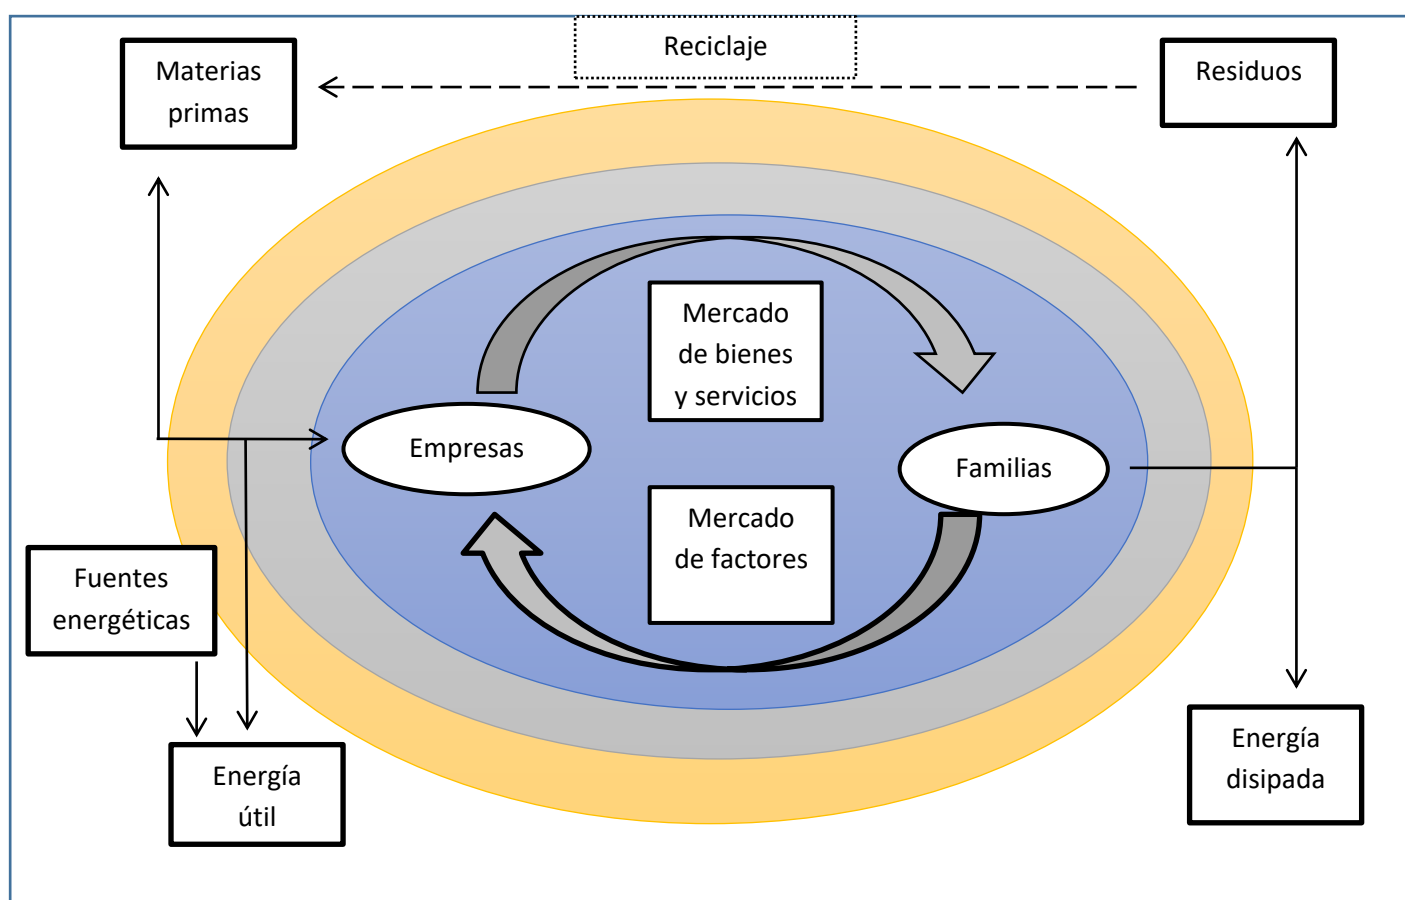 Reciclaje
Materias
primas
Residuos
Mercado
de bienes
y servicios
Empresas
Familias
Mercado
de factores
Fuentes
energéticas
Energía
útil
Energía
disipada